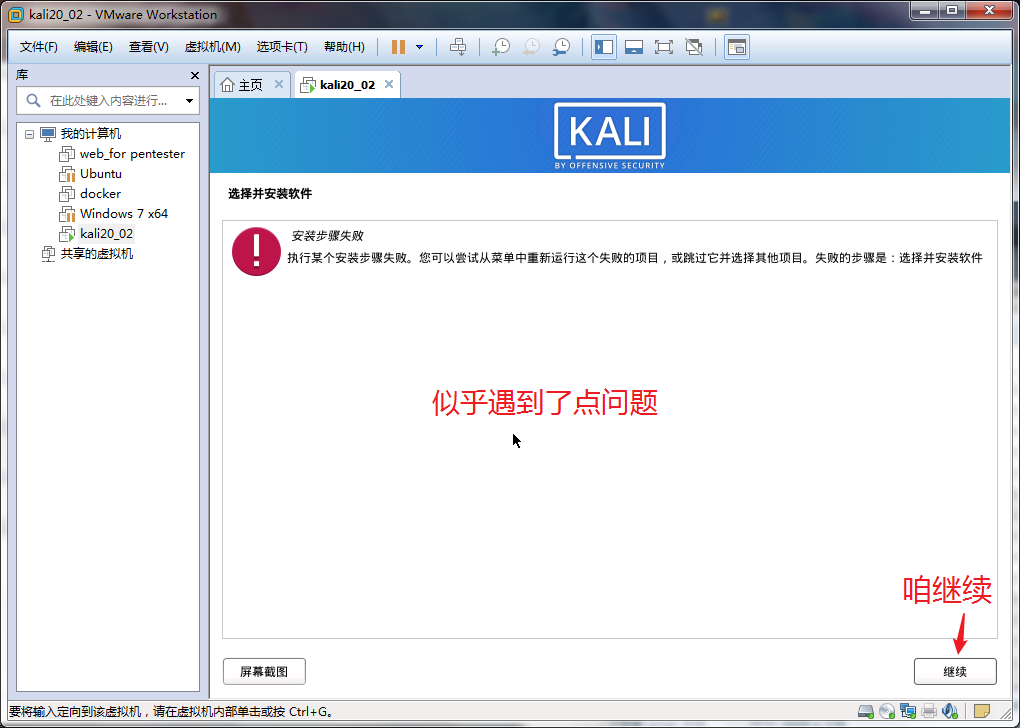 kali20_02 - VMware Workstation
文件(F) 编辑(E) 查看(V) 虚拟机(M) 选项卡(T) 帮助(H)
库
在此处键入内容进行...
我的计算机
web_for pentester
Ubuntu
docker
Windows 7 x64
kali20_02
共享的虚拟机
主页 kali20_02
KALI
BY OFFENSIVE SECURITY
选择并安装软件
安装步骤失败
执行某个安装步骤失败。您可以尝试从菜单中重新运行这个失败的项目，或跳过它并选择其他项目。失败的步骤是：选择并安装软件
似乎遇到了点问题
咱继续
屏幕截图 继续
要将输入定向到该虚拟机，请在虚拟机内部单击或按 Ctrl+G。